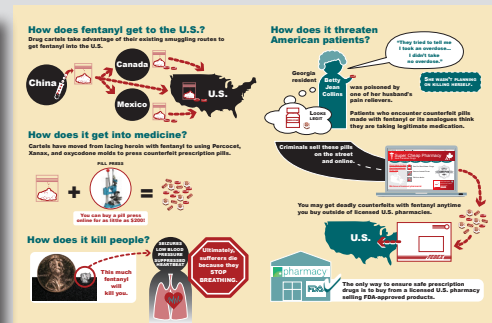 How does fentanyl get to the U.S.?
Drug cartels take advantage of their existing smuggling routes to
get fentanyl into the U.S.
China
Canada
Mexico
U.S.
How does it get into medicine?
Cartels have moved from lacing heroin with fentanyl to using Percocet,
Xanax, and oxycodone molds to press counterfeit prescription pills.
PILL PRESS
You can buy a pill press
online for as little as $200!
How does it kill people?
This much
fentanyl
will
kill you.
SEIZURES
LOW BLOOD
PRESSURE
SUPPRESSED
HEARTBEAT
Ultimately,
sufferers die
because they
STOP
BREATHING.
How does it threaten
American patients?
"They tried to tell me
I took an overdose...
I didn't take
no overdose."
Georgia
resident
Betty
Jean
Collins
She wasn't planning
on killing herself.
was poisoned by
one of her husband's
pain relievers.
Looks
legit
Patients who encounter counterfeit pills
made with fentanyl or its analogues think
they are taking legitimate medication.
Criminals sell these pills
on the street
and online.
Super Cheap Pharmacy
You may get deadly counterfeits with fentanyl anytime
you buy outside of licensed U.S. pharmacies.
U.S.
pharmacy
FDA
The only way to ensure safe prescription
drugs is to buy from a licensed U.S. pharmacy
selling FDA-approved products.